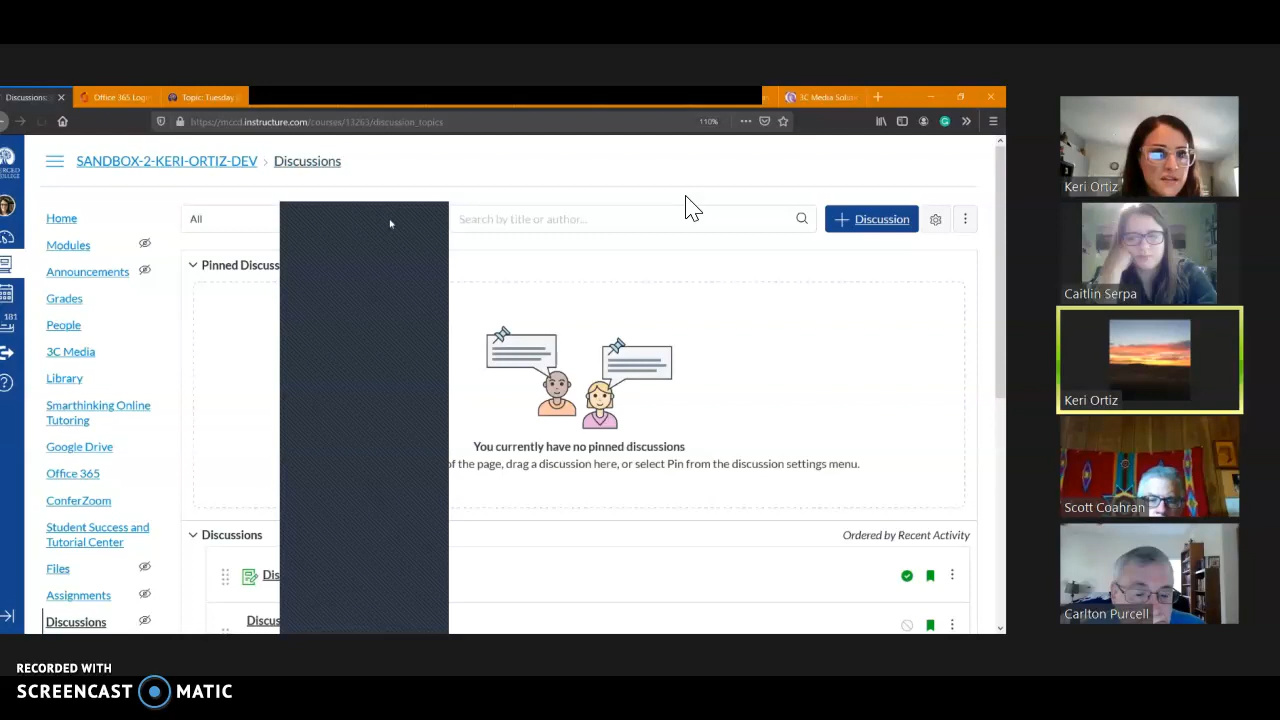 Discussions:
Office 365 Logi
Topic: Tuesday
3C Media Soluti
https://mccd.instructure.com/courses/13263/discussion_topics
110%
SANDBOX-2-KERI-ORTIZ-DEV > Discussions
All
Search by title or author...
+ Discussion
Home
Modules
Announcements
Grades
People
3C Media
Library
Smarthinking Online
Tutoring
Google Drive
Office 365
ConferZoom
Student Success and
Tutorial Center
Files
Assignments
Discussions
181
Pinned Discuss
You currently have no pinned discussions
of the page, drag a discussion here, or select Pin from the discussion settings menu.
Discussions
Ordered by Recent Activity
Dis
Discus
Keri Ortiz
Caitlin Serpa
Keri Ortiz
Scott Coahran
Carlton Purcell
RECORDED WITH
SCREENCAST MATIC